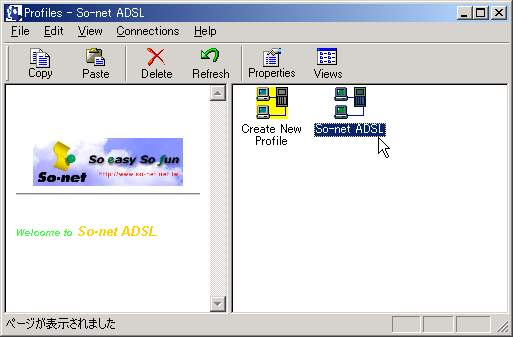 Profiles - So-net ADSL
File Edit View Connections Help
Copy Paste Delete Refresh Properties Views
So-net
So easy So fun
http://www.so-net.net.tw
Welcome to So-net ADSL
Create New
Profile
So-net ADSL
ページが表示されました